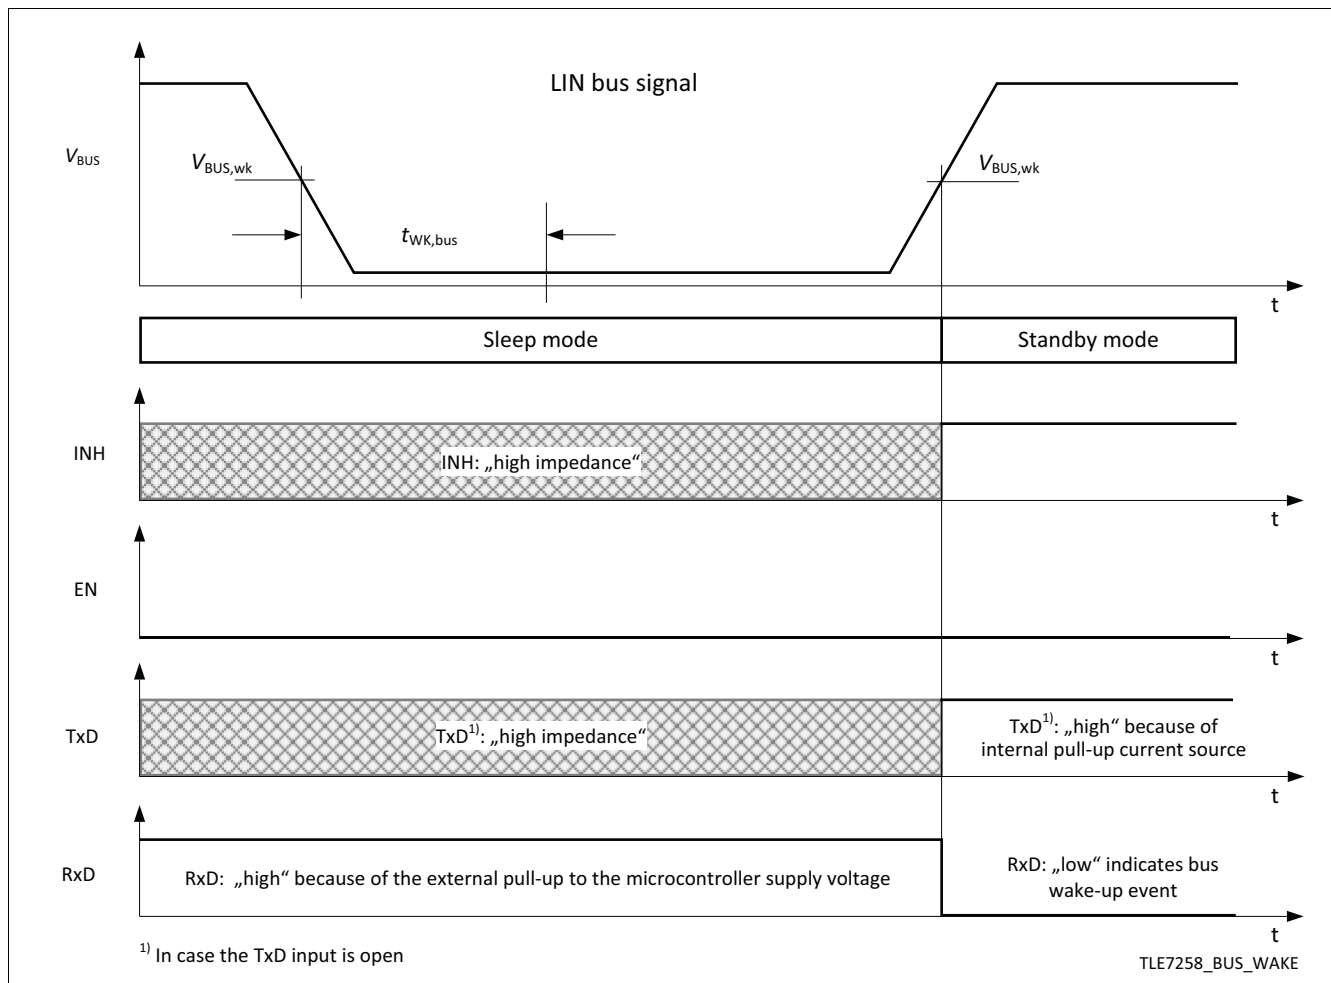 LIN bus signal
V_BUS
V_BUS,wk
V_BUS,wk
t_WK,bus
t
Sleep mode
Standby mode
INH
INH: „high impedance“
t
EN
t
TxD
TxD¹⁾: „high impedance“
TxD¹⁾: „high“ because of
internal pull-up current source
t
RxD
RxD: „high“ because of the external pull-up to the microcontroller supply voltage
RxD: „low“ indicates bus
wake-up event
t
¹⁾ In case the TxD input is open
TLE7258_BUS_WAKE